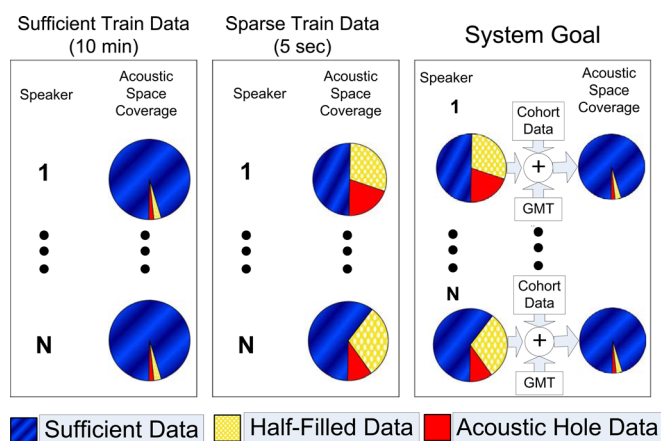 Sufficient Train Data
(10 min)
Speaker
Acoustic
Space
Coverage
1
N
Sparse Train Data
(5 sec)
Speaker
Acoustic
Space
Coverage
1
N
System Goal
Speaker
Acoustic
Space
Coverage
1
Cohort
Data
+
GMT
N
Cohort
Data
+
GMT
Sufficient Data
Half-Filled Data
Acoustic Hole Data